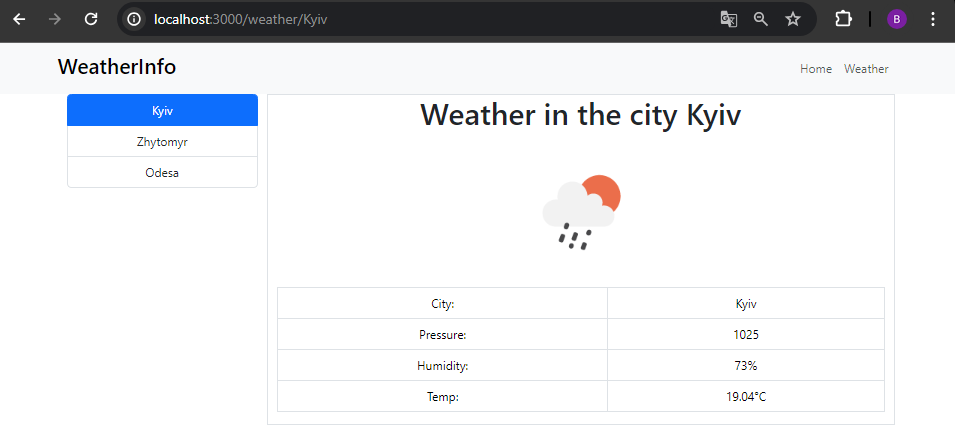 localhost:3000/weather/Kyiv
B
WeatherInfo
Home Weather
Kyiv
Zhytomyr
Odesa
Weather in the city Kyiv
City: Kyiv
Pressure: 1025
Humidity: 73%
Temp: 19.04°C